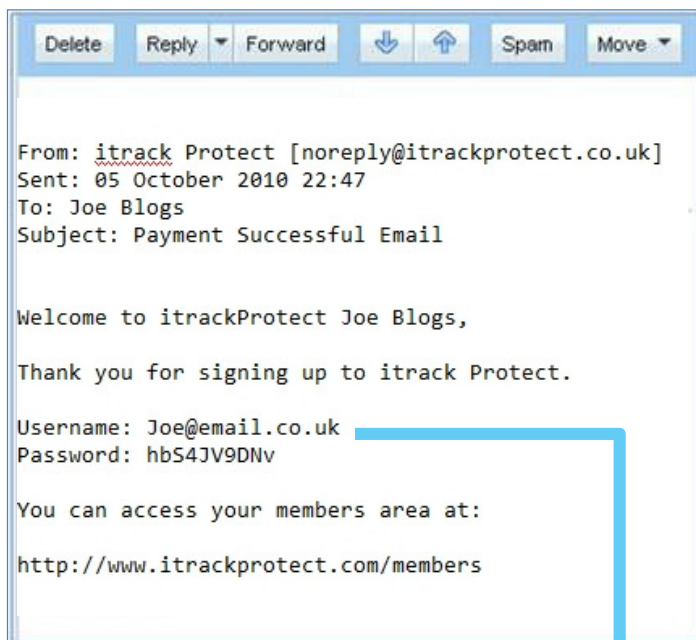 Delete Reply Forward Spam Move
From: itrack Protect [noreply@itrackprotect.co.uk]
Sent: 05 October 2010 22:47
To: Joe Blogs
Subject: Payment Successful Email
Welcome to itrackProtect Joe Blogs,
Thank you for signing up to itrack Protect.
Username: Joe@email.co.uk
Password: hbS4JV9DNv
You can access your members area at:
http://www.itrackprotect.com/members